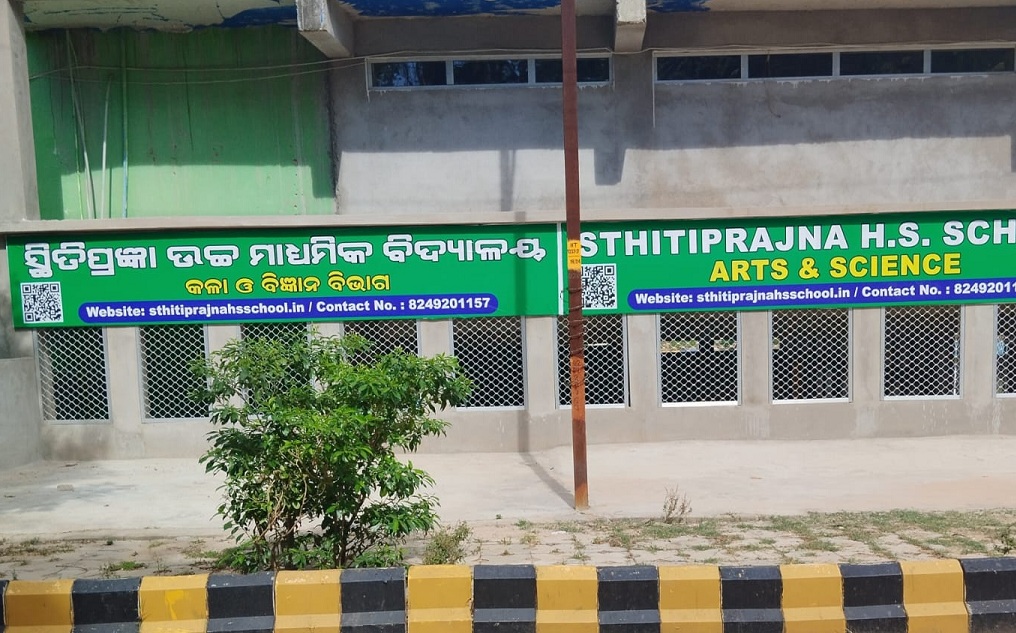 ସ୍ଥିତିପ୍ରଜ୍ଞା ଉଚ୍ଚ ମାଧ୍ୟମିକ ବିଦ୍ୟାଳୟ
କଳା ଓ ବିଜ୍ଞାନ ବିଭାଗ
Website: sthitiprajnahsschool.in / Contact No. : 8249201157
STHITIPRAJNA H.S. SCH
ARTS & SCIENCE
Website: sthitiprajnahsschool.in / Contact No. : 82492011